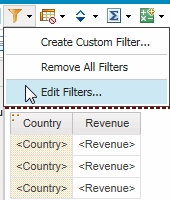 Create Custom Filter...
Remove All Filters
Edit Filters...
Country Revenue
<Country> <Revenue>
<Country> <Revenue>
<Country> <Revenue>